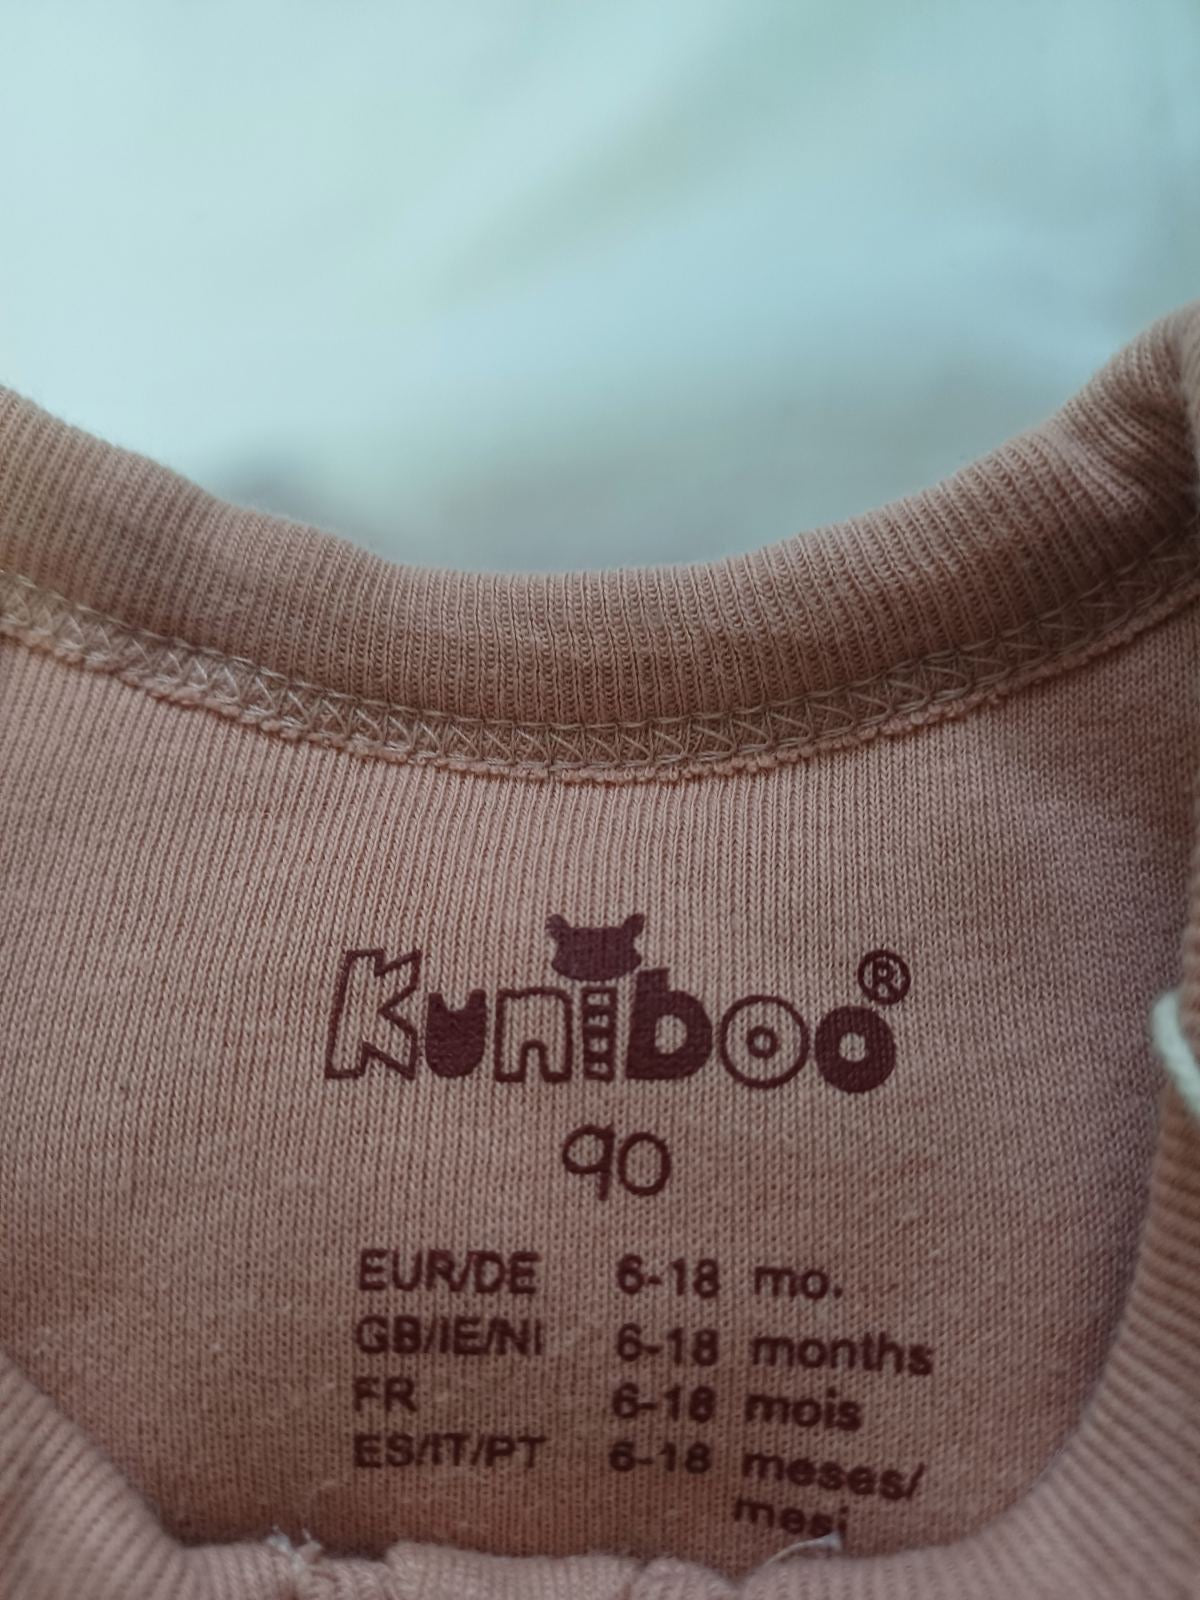 Kuniboo®
90
EUR/DE 6-18 mo.
GB/IE/NI 6-18 months
FR 6-18 mois
ES/IT/PT 6-18 meses/
mesi